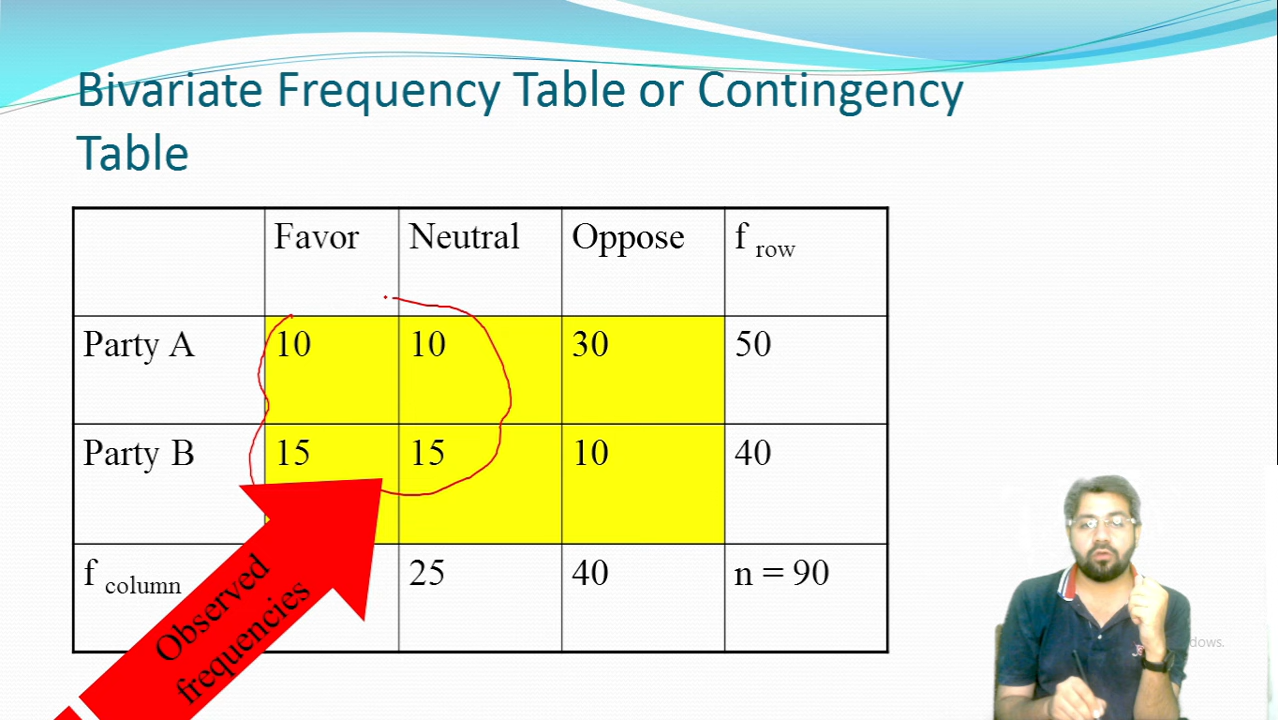 Bivariate Frequency Table or Contingency
Table
Favor Neutral Oppose f row
Party A 10 10 30 50
Party B 15 15 10 40
f column 25 40 n = 90
Observed
frequencies
dows.